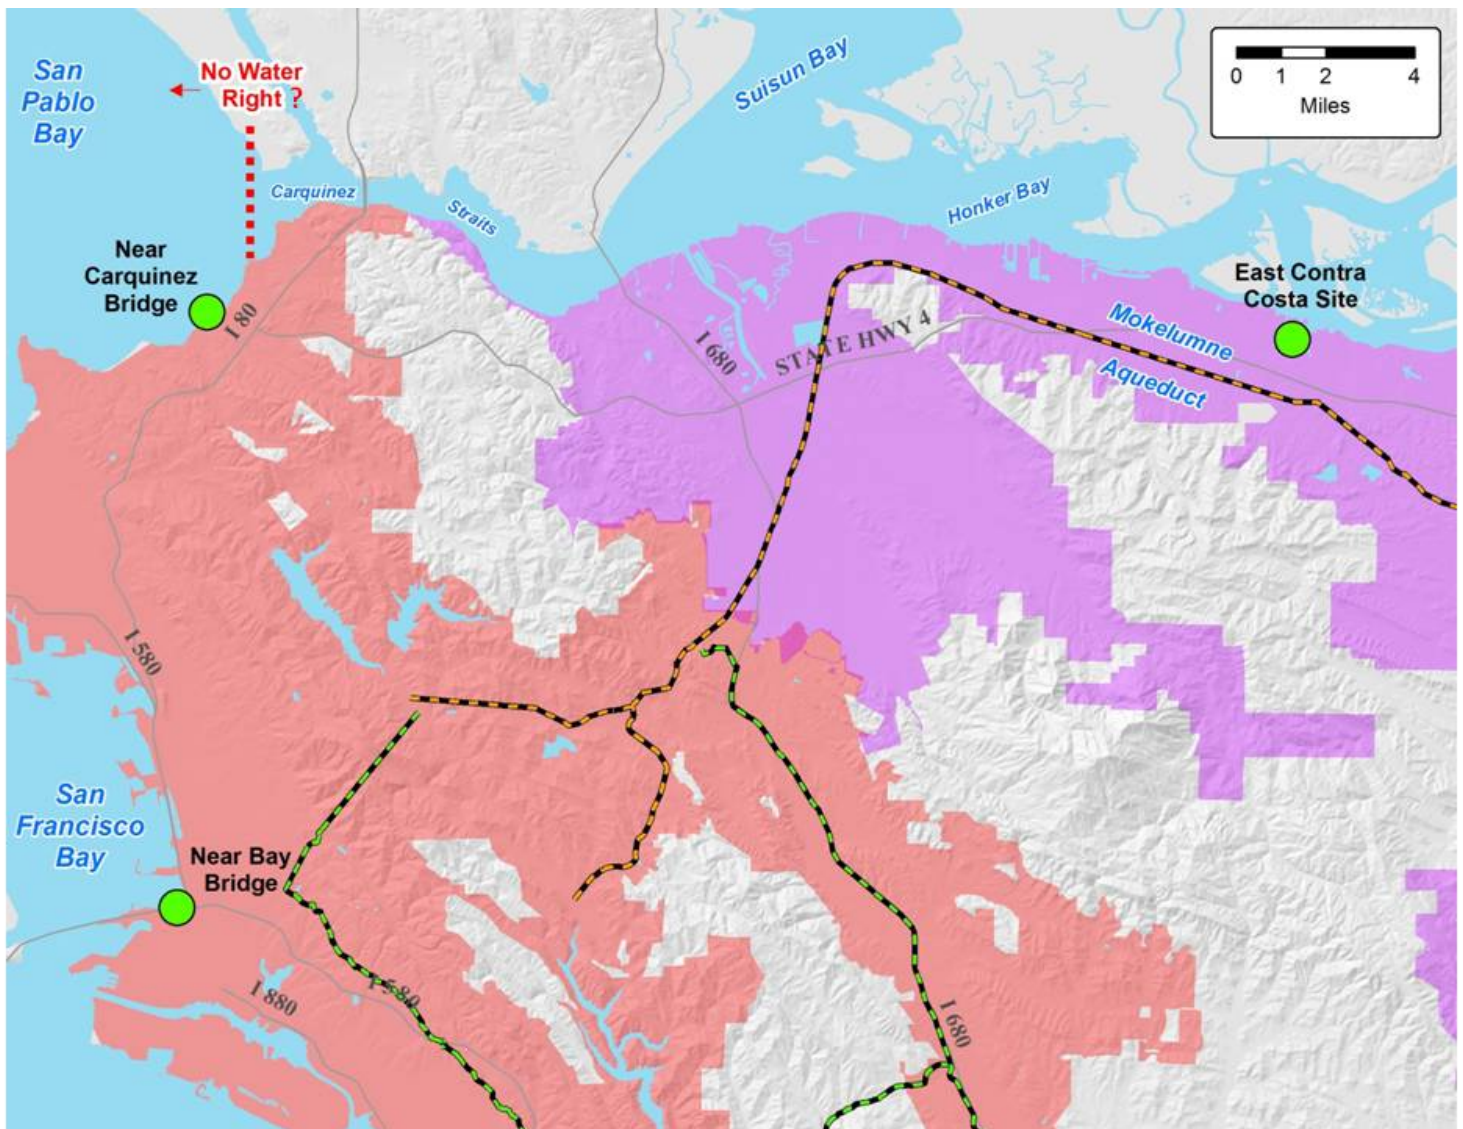 San
Pablo
Bay
No Water
Right ?
Suisun Bay
0 1 2 4
Miles
Carquinez
Straits
Honker Bay
Near
Carquinez
Bridge
East Contra
Costa Site
I 80
I 680
STATE HWY 4
Mokelumne
Aqueduct
I 580
San
Francisco
Bay
Near Bay
Bridge
I 880
I 580
I 680